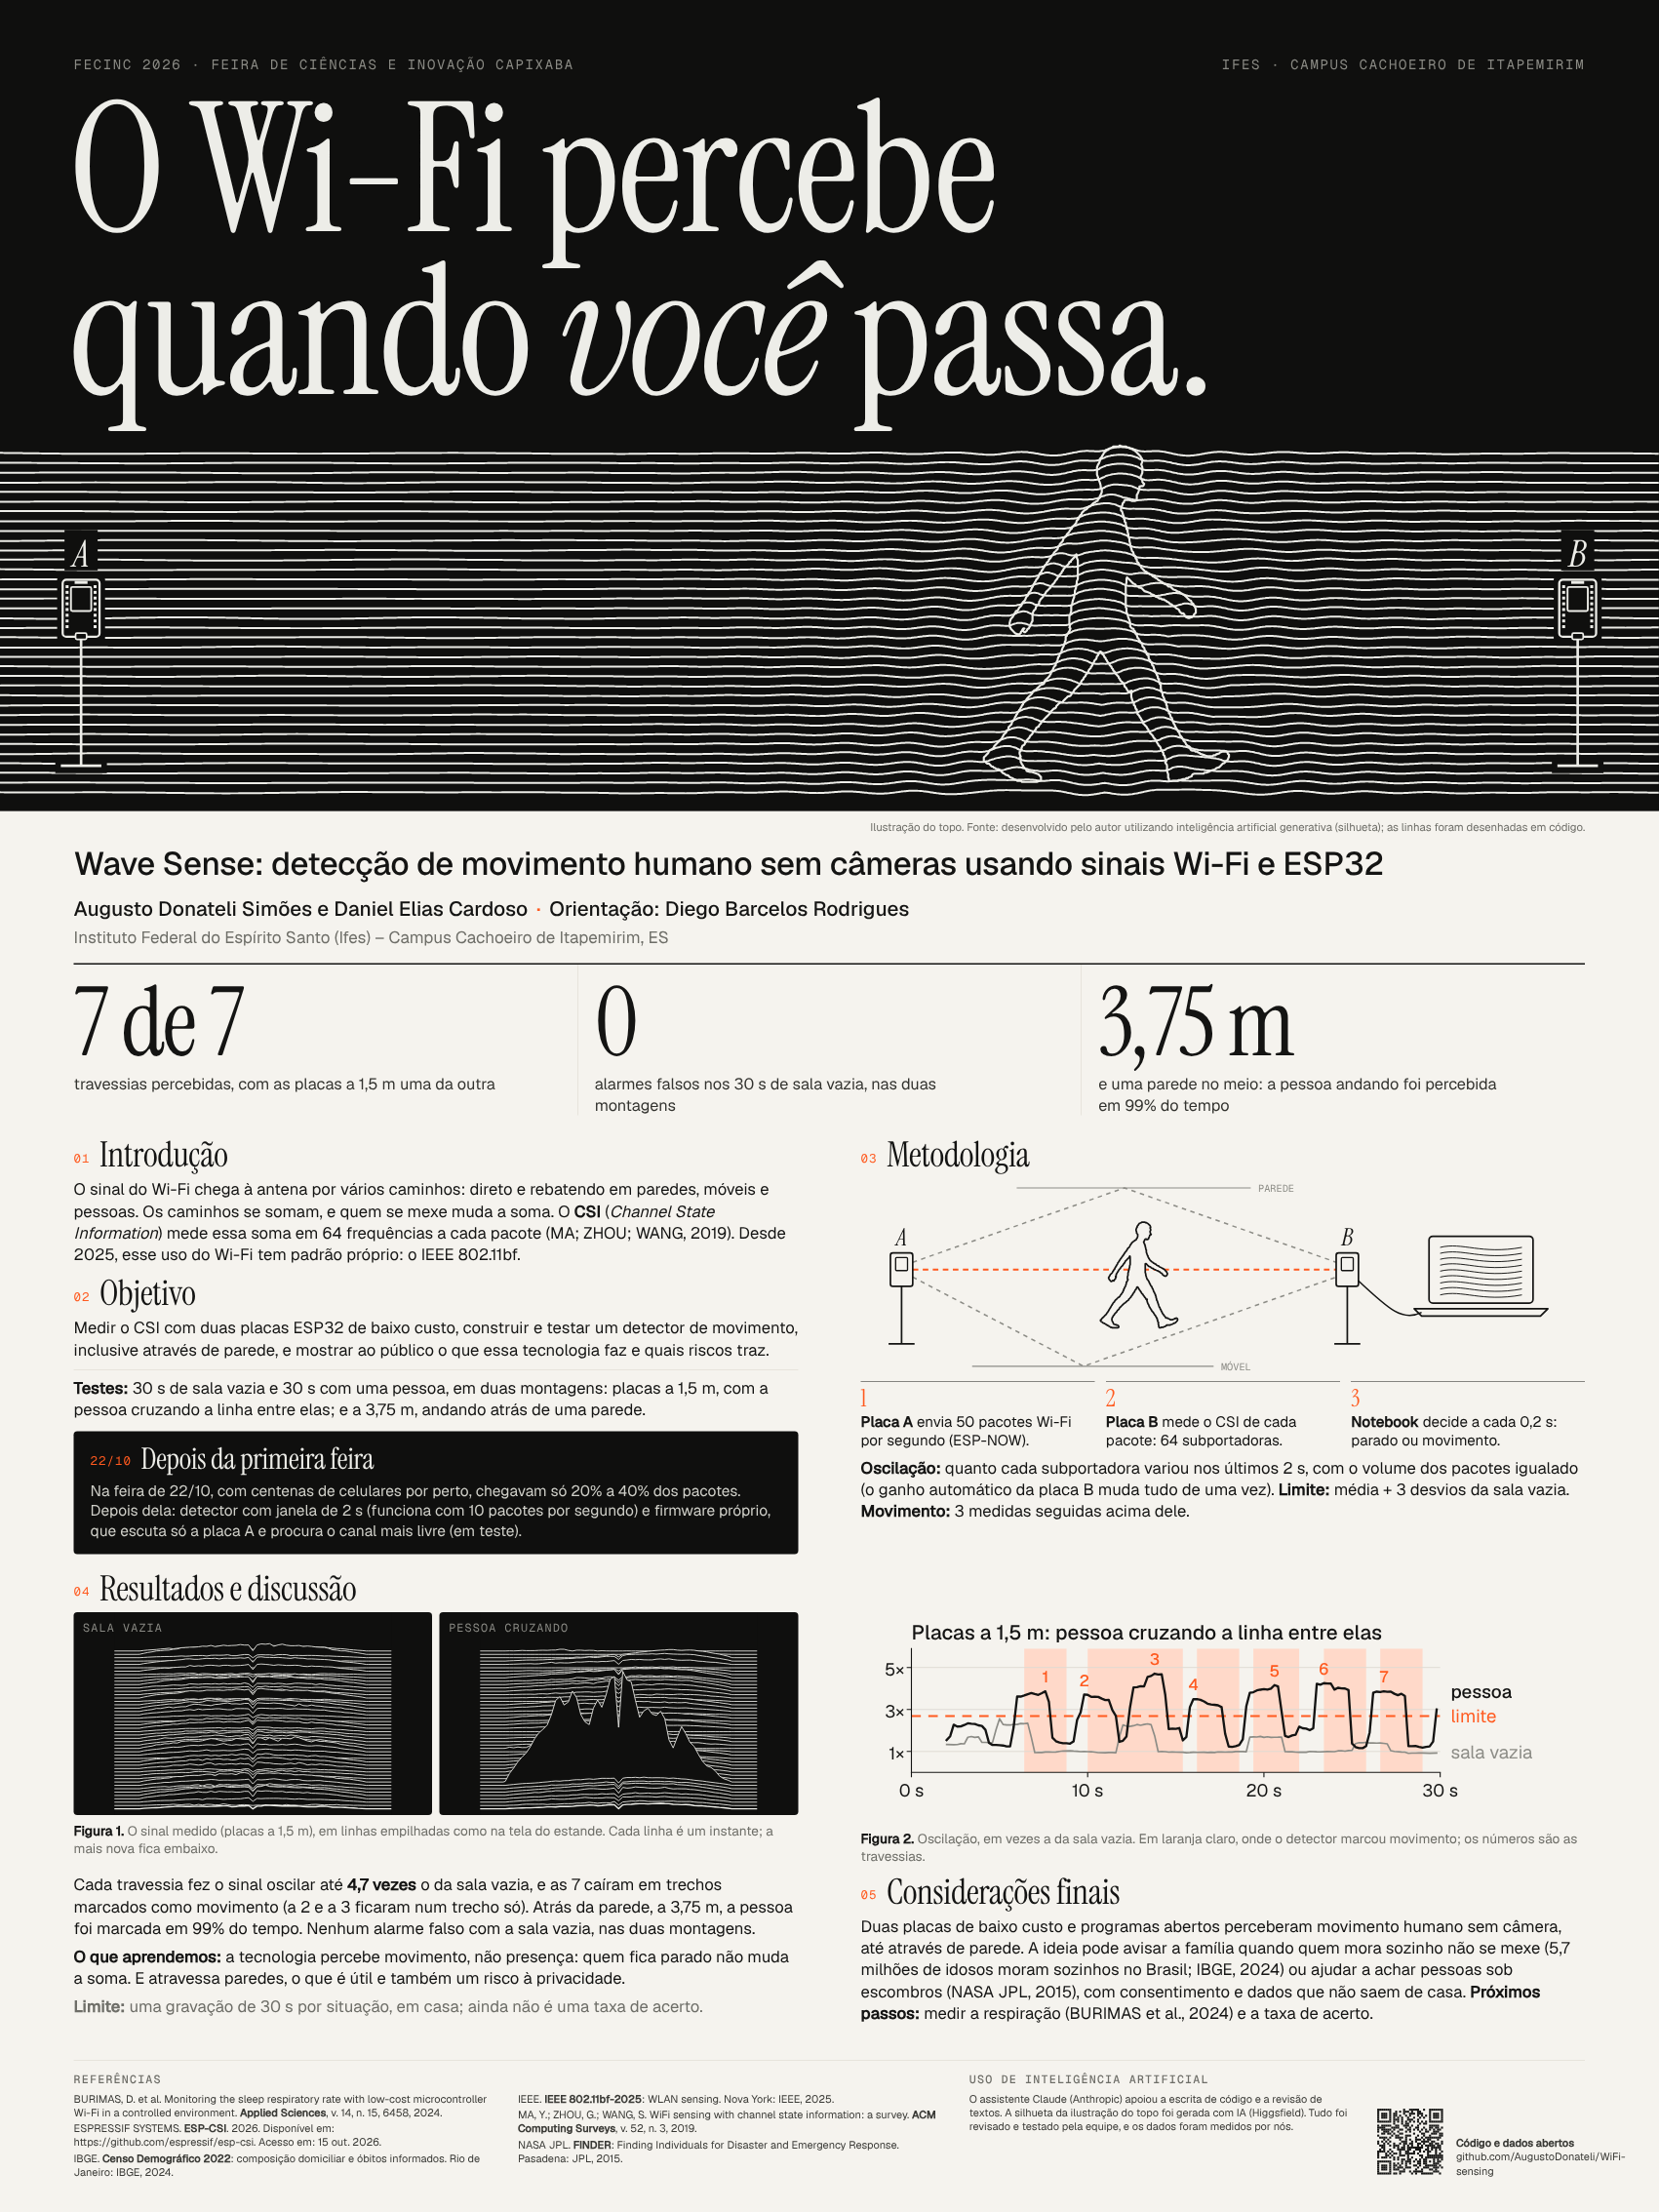 FECINC 2026 · FEIRA DE CIÊNCIAS E INOVAÇÃO CAPIXABA
IFES · CAMPUS CACHOEIRO DE ITAPEMIRIM
O Wi-Fi percebe
quando você passa.
A
B
Ilustração do topo. Fonte: desenvolvido pelo autor utilizando inteligência artificial generativa (silhueta); as linhas foram desenhadas em código.
Wave Sense: detecção de movimento humano sem câmeras usando sinais Wi-Fi e ESP32
Augusto Donateli Simões e Daniel Elias Cardoso · Orientação: Diego Barcelos Rodrigues
Instituto Federal do Espírito Santo (Ifes) – Campus Cachoeiro de Itapemirim, ES
7 de 7
travessias percebidas, com as placas a 1,5 m uma da outra
0
alarmes falsos nos 30 s de sala vazia, nas duas
montagens
3,75 m
e uma parede no meio: a pessoa andando foi percebida
em 99% do tempo
01 Introdução
O sinal do Wi-Fi chega à antena por vários caminhos: direto e rebatendo em paredes, móveis e
pessoas. Os caminhos se somam, e quem se mexe muda a soma. O CSI (Channel State
Information) mede essa soma em 64 frequências a cada pacote (MA; ZHOU; WANG, 2019). Desde
2025, esse uso do Wi-Fi tem padrão próprio: o IEEE 802.11bf.
02 Objetivo
Medir o CSI com duas placas ESP32 de baixo custo, construir e testar um detector de movimento,
inclusive através de parede, e mostrar ao público o que essa tecnologia faz e quais riscos traz.
Testes: 30 s de sala vazia e 30 s com uma pessoa, em duas montagens: placas a 1,5 m, com a
pessoa cruzando a linha entre elas; e a 3,75 m, andando atrás de uma parede.
22/10 Depois da primeira feira
Na feira de 22/10, com centenas de celulares por perto, chegavam só 20% a 40% dos pacotes.
Depois dela: detector com janela de 2 s (funciona com 10 pacotes por segundo) e firmware próprio,
que escuta só a placa A e procura o canal mais livre (em teste).
03 Metodologia
PAREDE
A
B
MÓVEL
1
Placa A envia 50 pacotes Wi-Fi
por segundo (ESP-NOW).
2
Placa B mede o CSI de cada
pacote: 64 subportadoras.
3
Notebook decide a cada 0,2 s:
parado ou movimento.
Oscilação: quanto cada subportadora variou nos últimos 2 s, com o volume dos pacotes igualado
(o ganho automático da placa B muda tudo de uma vez). Limite: média + 3 desvios da sala vazia.
Movimento: 3 medidas seguidas acima dele.
04 Resultados e discussão
SALA VAZIA
PESSOA CRUZANDO
Figura 1. O sinal medido (placas a 1,5 m), em linhas empilhadas como na tela do estande. Cada linha é um instante; a
mais nova fica embaixo.
Cada travessia fez o sinal oscilar até 4,7 vezes o da sala vazia, e as 7 caíram em trechos
marcados como movimento (a 2 e a 3 ficaram num trecho só). Atrás da parede, a 3,75 m, a pessoa
foi marcada em 99% do tempo. Nenhum alarme falso com a sala vazia, nas duas montagens.
O que aprendemos: a tecnologia percebe movimento, não presença: quem fica parado não muda
a soma. E atravessa paredes, o que é útil e também um risco à privacidade.
Limite: uma gravação de 30 s por situação, em casa; ainda não é uma taxa de acerto.
Placas a 1,5 m: pessoa cruzando a linha entre elas
5×
3×
1×
1
2
3
4
5
6
7
pessoa
limite
sala vazia
0 s
10 s
20 s
30 s
Figura 2. Oscilação, em vezes a da sala vazia. Em laranja claro, onde o detector marcou movimento; os números são as
travessias.
05 Considerações finais
Duas placas de baixo custo e programas abertos perceberam movimento humano sem câmera,
até através de parede. A ideia pode avisar a família quando quem mora sozinho não se mexe (5,7
milhões de idosos moram sozinhos no Brasil; IBGE, 2024) ou ajudar a achar pessoas sob
escombros (NASA JPL, 2015), com consentimento e dados que não saem de casa. Próximos
passos: medir a respiração (BURIMAS et al., 2024) e a taxa de acerto.
REFERÊNCIAS
BURIMAS, D. et al. Monitoring the sleep respiratory rate with low-cost microcontroller
Wi-Fi in a controlled environment. Applied Sciences, v. 14, n. 15, 6458, 2024.
ESPRESSIF SYSTEMS. ESP-CSI. 2026. Disponível em:
https://github.com/espressif/esp-csi. Acesso em: 15 out. 2026.
IBGE. Censo Demográfico 2022: composição domiciliar e óbitos informados. Rio de
Janeiro: IBGE, 2024.
IEEE. IEEE 802.11bf-2025: WLAN sensing. Nova York: IEEE, 2025.
MA, Y.; ZHOU, G.; WANG, S. WiFi sensing with channel state information: a survey. ACM
Computing Surveys, v. 52, n. 3, 2019.
NASA JPL. FINDER: Finding Individuals for Disaster and Emergency Response.
Pasadena: JPL, 2015.
USO DE INTELIGÊNCIA ARTIFICIAL
O assistente Claude (Anthropic) apoiou a escrita de código e a revisão de
textos. A silhueta da ilustração do topo foi gerada com IA (Higgsfield). Tudo foi
revisado e testado pela equipe, e os dados foram medidos por nós.
Código e dados abertos
github.com/AugustoDonateli/WiFi-
sensing